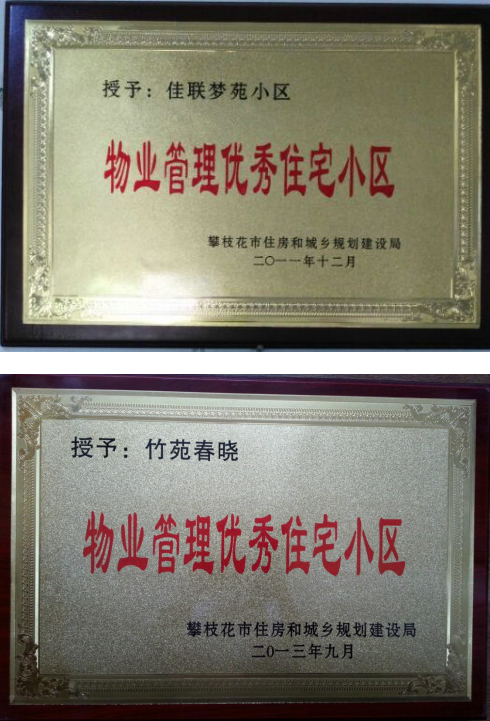 授予：佳联梦苑小区
物业管理优秀住宅小区
攀枝花市住房和城乡规划建设局
二〇一一年十二月
授予：竹苑春晓
物业管理优秀住宅小区
攀枝花市住房和城乡规划建设局
二0一三年九月